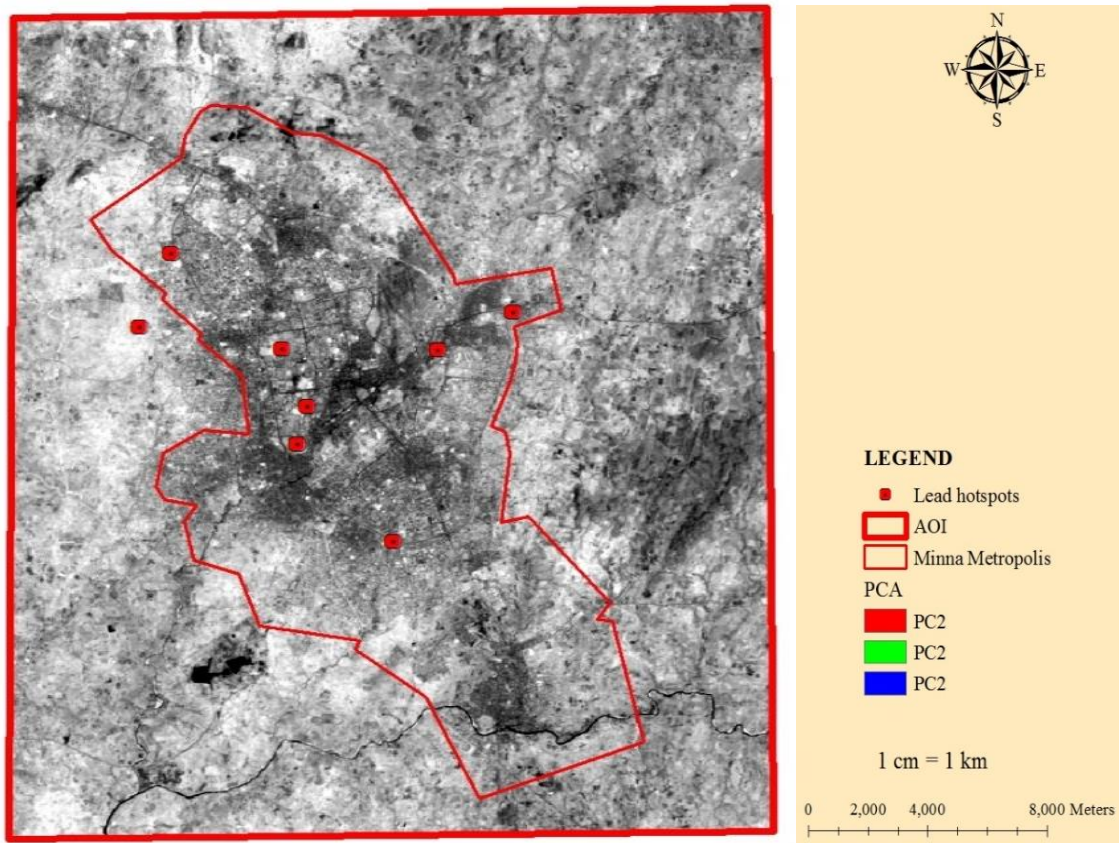 N
W E
S
LEGEND
Lead hotspots
AOI
Minna Metropolis
PCA
PC2
PC2
PC2
1 cm = 1 km
0 2,000 4,000 8,000 Meters